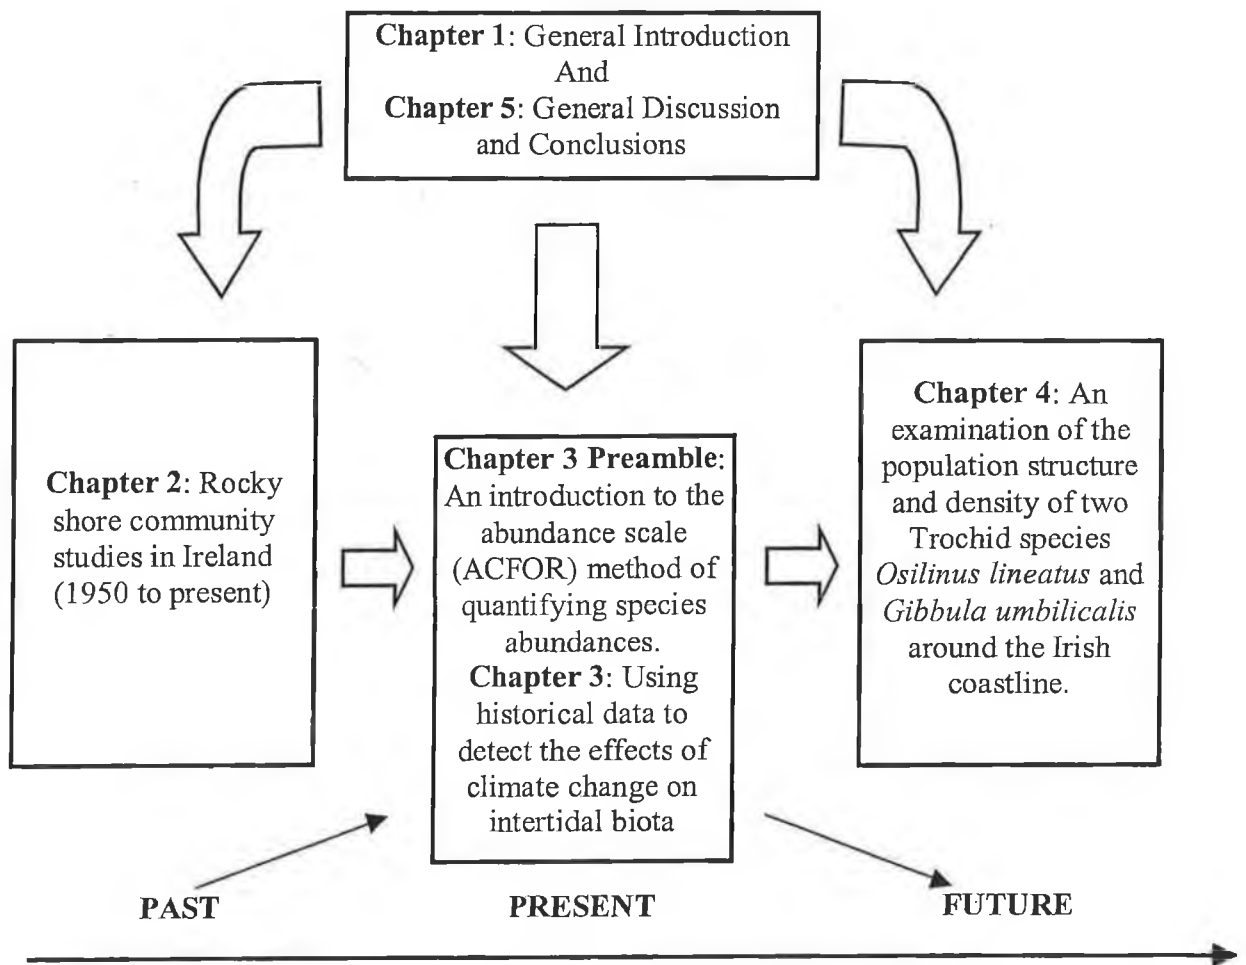 Chapter 1: General Introduction
And
Chapter 5: General Discussion
and Conclusions
Chapter 2: Rocky
shore community
studies in Ireland
(1950 to present)
Chapter 3 Preamble:
An introduction to the
abundance scale
(ACFOR) method of
quantifying species
abundances.
Chapter 3: Using
historical data to
detect the effects of
climate change on
intertidal biota
Chapter 4: An
examination of the
population structure
and density of two
Trochid species
Osilinus lineatus and
Gibbula umbilicalis
around the Irish
coastline.
PAST
PRESENT
FUTURE